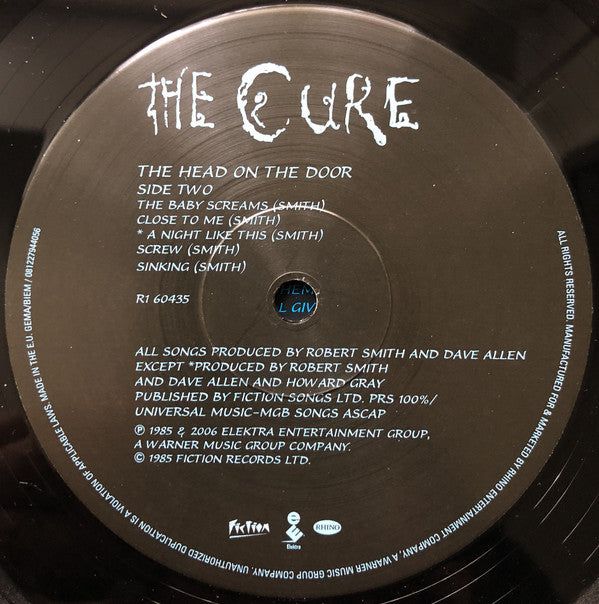 THE CURE
THE HEAD ON THE DOOR
SIDE TWO
THE BABY SCREAMS (SMITH)
CLOSE TO ME (SMITH)
* A NIGHT LIKE THIS (SMITH)
SCREW (SMITH)
SINKING (SMITH)
R1 60435
HEM
L GIV
ALL SONGS PRODUCED BY ROBERT SMITH AND DAVE ALLEN
EXCEPT *PRODUCED BY ROBERT SMITH
AND DAVE ALLEN AND HOWARD GRAY
PUBLISHED BY FICTION SONGS LTD. PRS 100%/
UNIVERSAL MUSIC-MGB SONGS ASCAP
℗ 1985 & 2006 ELEKTRA ENTERTAINMENT GROUP,
A WARNER MUSIC GROUP COMPANY.
© 1985 FICTION RECORDS LTD.
Fiction
Elektra
RHINO
ALL RIGHTS RESERVED. MANUFACTURED FOR & MARKETED BY RHINO ENTERTAINMENT COMPANY, A WARNER MUSIC GROUP COMPANY. UNAUTHORIZED DUPLICATION IS A VIOLATION OF APPLICABLE LAWS. MADE IN THE E.U. GEMA/BIEM / 081227944056